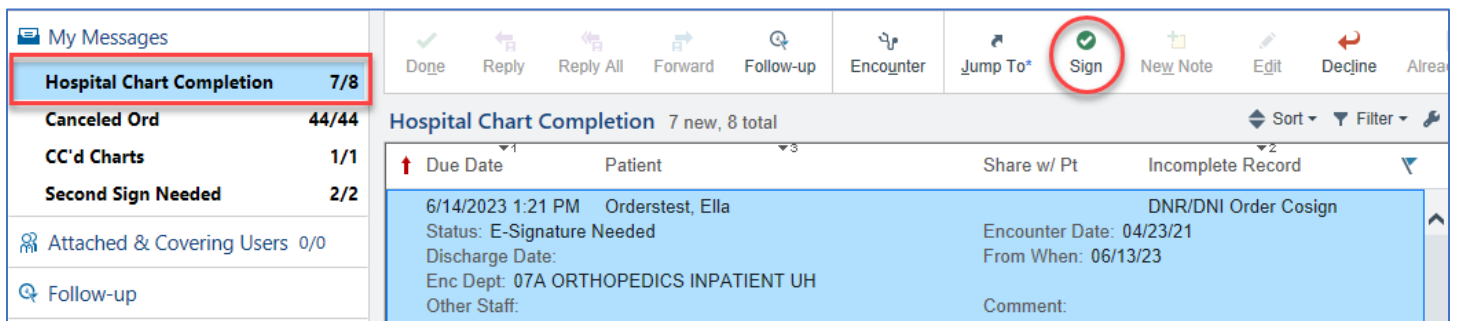 My Messages
Hospital Chart Completion 7/8
Canceled Ord 44/44
CC'd Charts 1/1
Second Sign Needed 2/2
Attached & Covering Users 0/0
Follow-up
Done Reply Reply All Forward Follow-up Encounter Jump To* Sign New Note Edit Decline
Hospital Chart Completion 7 new, 8 total Sort Filter
1 3 2
Due Date Patient Share w/ Pt Incomplete Record
6/14/2023 1:21 PM Orderstest, Ella DNR/DNI Order Cosign
Status: E-Signature Needed Encounter Date: 04/23/21
Discharge Date: From When: 06/13/23
Enc Dept: 07A ORTHOPEDICS INPATIENT UH
Other Staff: Comment: